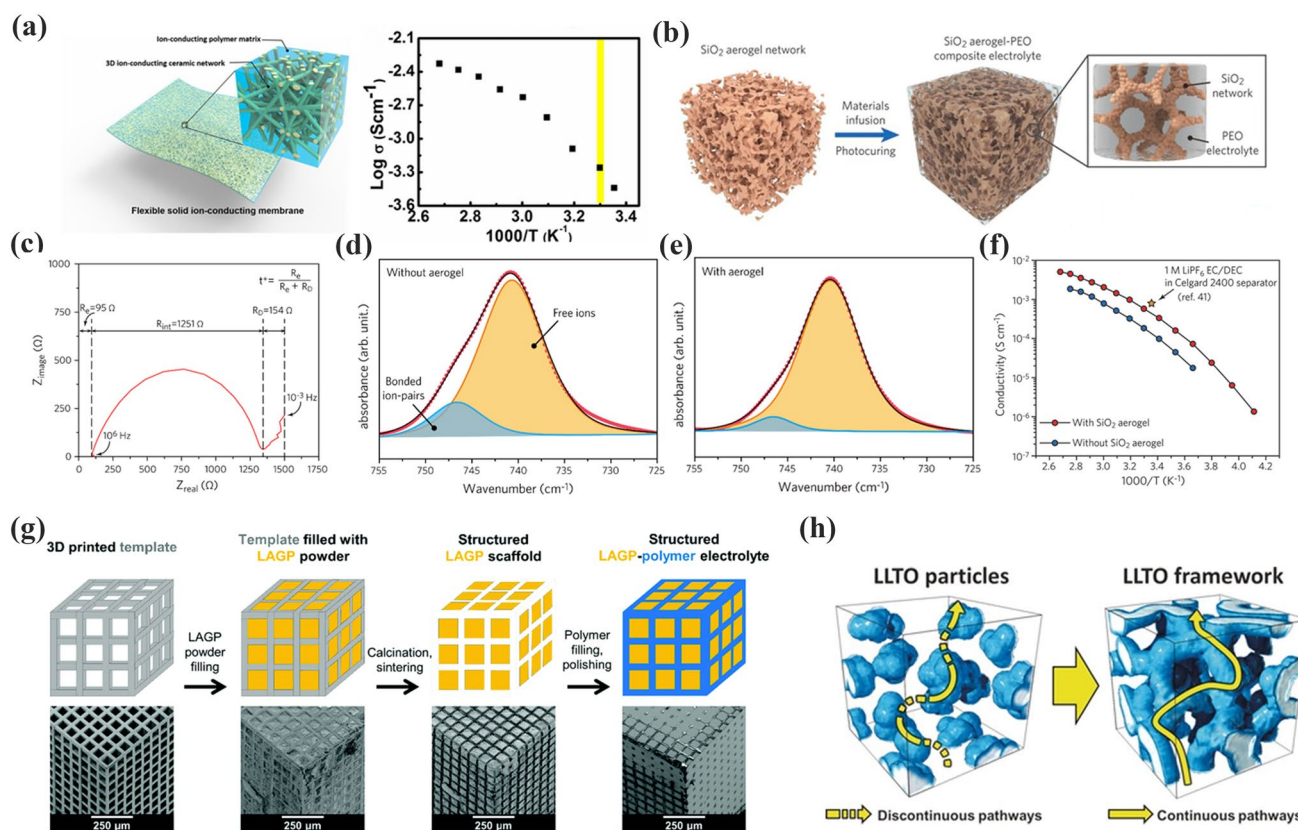 (a)
Ion-conducting polymer matrix
3D ion-conducting ceramic network
Flexible solid ion-conducting membrane
Log σ (Scm⁻¹)
-2.1
-2.4
-2.7
-3.0
-3.3
-3.6
2.6
2.8
3.0
3.2
3.4
1000/T (K⁻¹)
(b)
SiO₂ aerogel network
Materials
infusion
Photocuring
SiO₂ aerogel-PEO
composite electrolyte
SiO₂
network
PEO
electrolyte
(c)
Zimage (Ω)
1000
750
500
250
0
t⁺= Re / Re + RD
Re=95 Ω
Rint=1251 Ω
RD=154 Ω
10⁶ Hz
10⁻³ Hz
0
250
500
750
1000
1250
1500
1750
Zreal (Ω)
(d)
Without aerogel
Free ions
Bonded
ion-pairs
absorbance (arb. unit.)
755
750
745
740
735
730
725
Wavenumber (cm⁻¹)
(e)
With aerogel
absorbance (arb. unit.)
755
750
745
740
735
730
725
Wavenumber (cm⁻¹)
(f)
Conductivity (S cm⁻¹)
10⁻²
10⁻³
10⁻⁴
10⁻⁵
10⁻⁶
10⁻⁷
1 M LiPF₆ EC/DEC
in Celgard 2400 separator
(ref. 41)
With SiO₂ aerogel
Without SiO₂ aerogel
2.6
2.8
3.0
3.2
3.4
3.6
3.8
4.0
4.2
1000/T (K⁻¹)
(g)
3D printed template
Template filled with
LAGP powder
Structured
LAGP scaffold
Structured
LAGP-polymer electrolyte
LAGP
powder
filling
Calcination,
sintering
Polymer
filling,
polishing
250 µm
250 µm
250 µm
250 µm
(h)
LLTO particles
LLTO framework
Discontinuous pathways
Continuous pathways